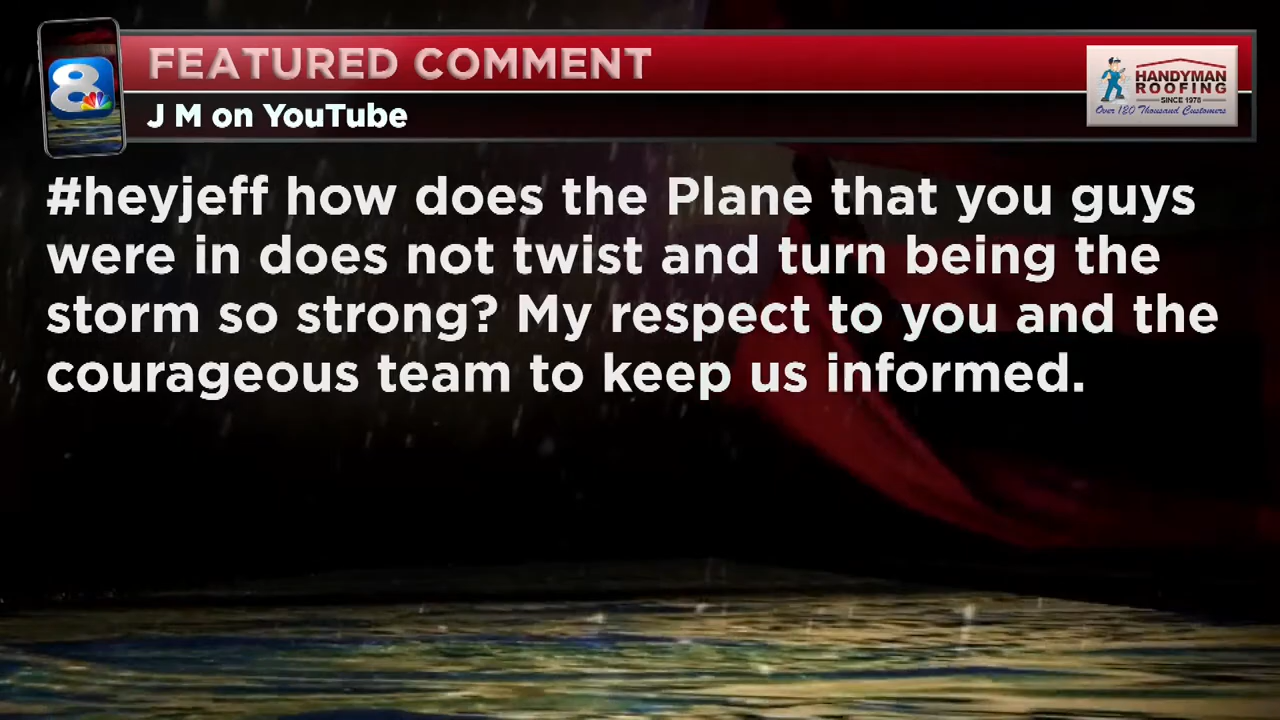 8
FEATURED COMMENT
J M on YouTube
HANDYMAN
ROOFING
SINCE 1978
Over 120 Thousand Customers
#heyjeff how does the Plane that you guys
were in does not twist and turn being the
storm so strong? My respect to you and the
courageous team to keep us informed.